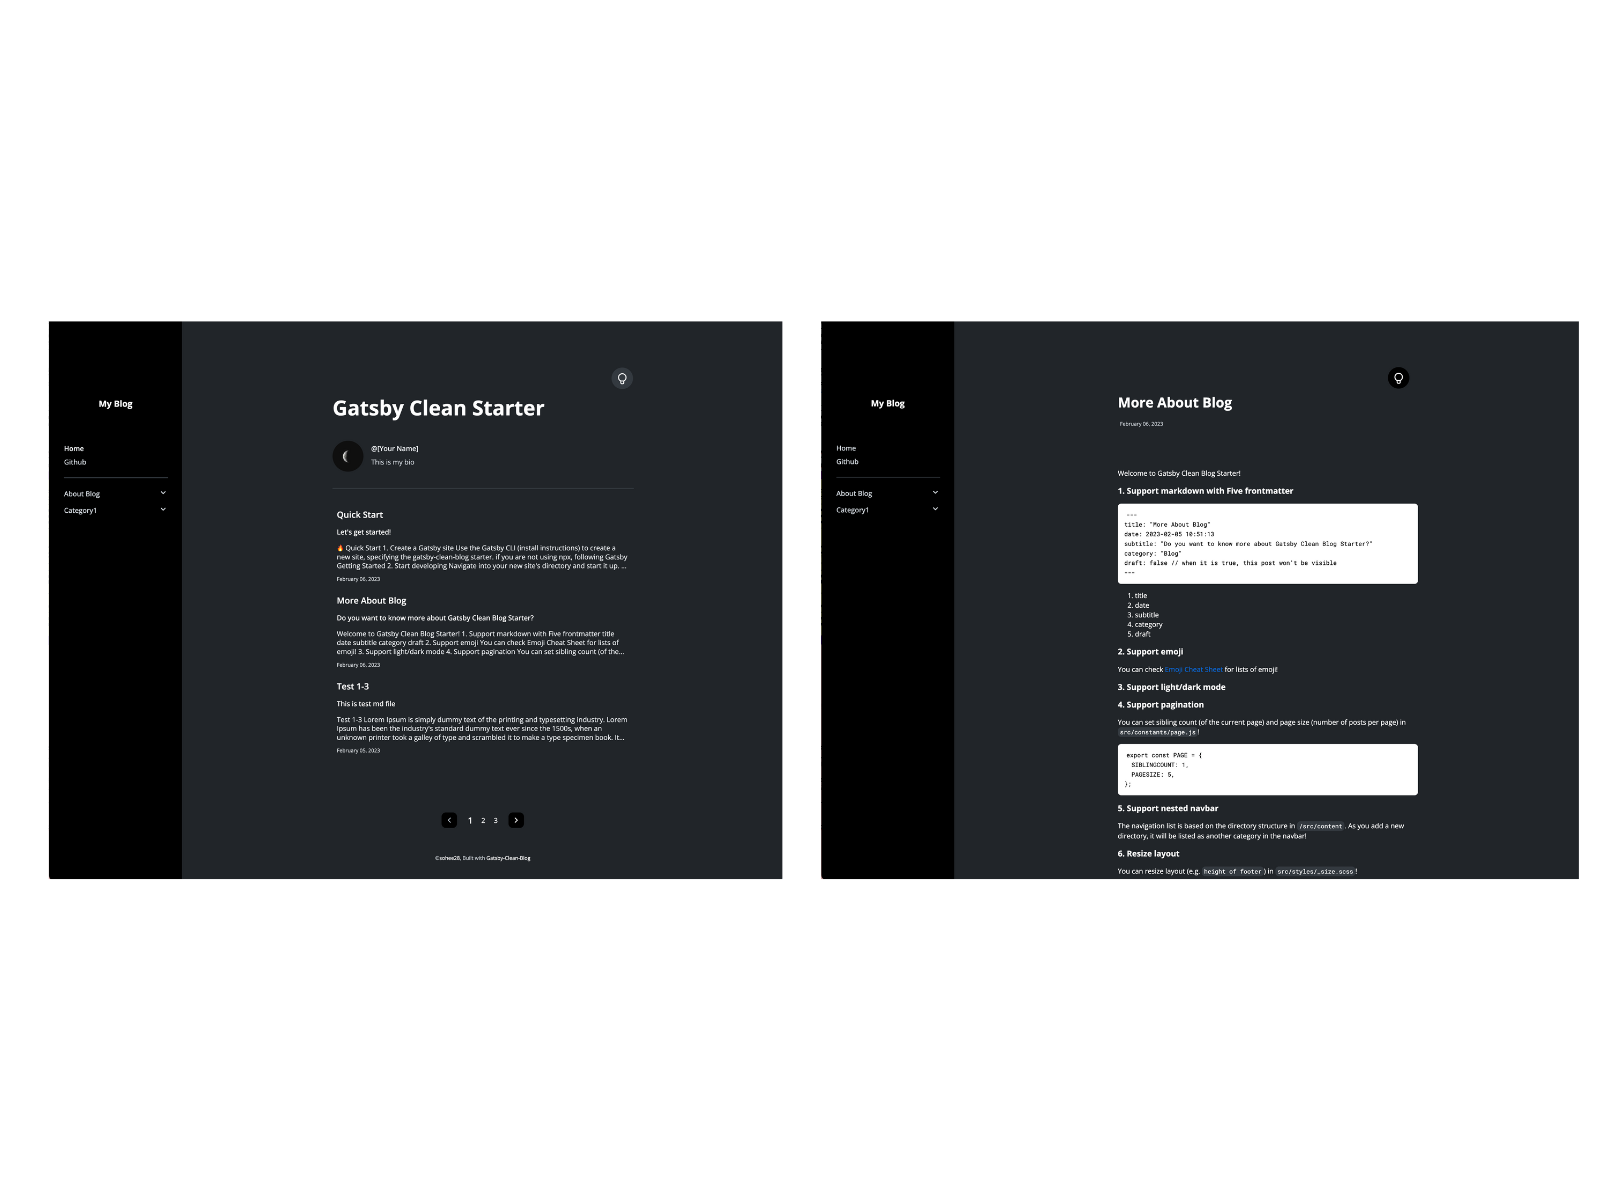 My Blog
Home
Github
About Blog
Category1
Gatsby Clean Starter
@[Your Name]
This is my bio
Quick Start
Let's get started!
🔥 Quick Start 1. Create a Gatsby site Use the Gatsby CLI (install instructions) to create a
new site, specifying the gatsby-clean-blog starter. if you are not using npx, following Gatsby
Getting Started 2. Start developing Navigate into your new site's directory and start it up. ...
February 06, 2023
More About Blog
Do you want to know more about Gatsby Clean Blog Starter?
Welcome to Gatsby Clean Blog Starter! 1. Support markdown with Five frontmatter title
date subtitle category draft 2. Support emoji You can check Emoji Cheat Sheet for lists of
emoji! 3. Support light/dark mode 4. Support pagination You can set sibling count (of the...
February 06, 2023
Test 1-3
This is test md file
Test 1-3 Lorem Ipsum is simply dummy text of the printing and typesetting industry. Lorem
Ipsum has been the industry's standard dummy text ever since the 1500s, when an
unknown printer took a galley of type and scrambled it to make a type specimen book. It...
February 05, 2023
1 2 3
©sohee28, Built with Gatsby-Clean-Blog
My Blog
Home
Github
About Blog
Category1
More About Blog
February 06, 2023
Welcome to Gatsby Clean Blog Starter!
1. Support markdown with Five frontmatter
---
title: "More About Blog"
date: 2023-02-05 10:51:13
subtitle: "Do you want to know more about Gatsby Clean Blog Starter?"
category: "Blog"
draft: false // when it is true, this post won't be visible
---
1. title
2. date
3. subtitle
4. category
5. draft
2. Support emoji
You can check Emoji Cheat Sheet for lists of emoji!
3. Support light/dark mode
4. Support pagination
You can set sibling count (of the current page) and page size (number of posts per page) in
src/constants/page.js!
export const PAGE = {
SIBLINGCOUNT: 1,
PAGESIZE: 5,
};
5. Support nested navbar
The navigation list is based on the directory structure in /src/content. As you add a new
directory, it will be listed as another category in the navbar!
6. Resize layout
You can resize layout (e.g. height of footer) in src/styles/_size.scss!